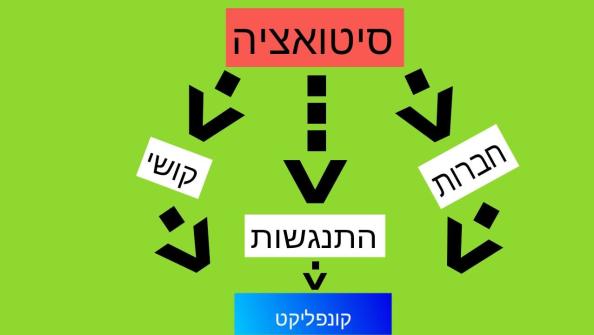 סיטואציה
חברות
קושי
התנגשות
קונפליקט